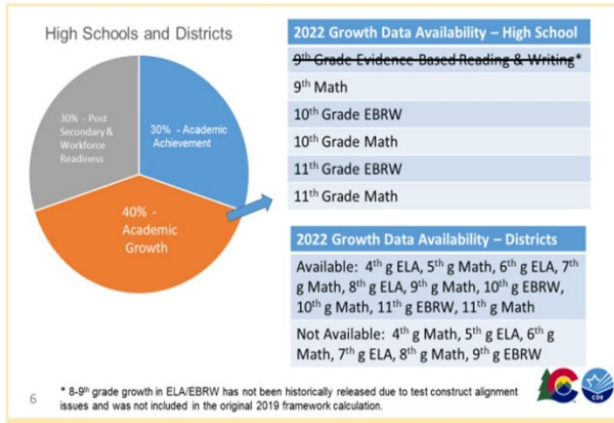 High Schools and Districts
30% - Post
Secondary &
Workforce
Readiness
30% - Academic
Achievement
40% -
Academic
Growth
2022 Growth Data Availability – High School
9th Grade Evidence Based Reading & Writing*
9th Math
10th Grade EBRW
10th Grade Math
11th Grade EBRW
11th Grade Math
2022 Growth Data Availability – Districts
Available: 4th g ELA, 5th g Math, 6th g ELA, 7th
g Math, 8th g ELA, 9th g Math, 10th g EBRW,
10th g Math, 11th g EBRW, 11th g Math
Not Available: 4th g Math, 5th g ELA, 6th g
Math, 7th g ELA, 8th g Math, 9th g EBRW
* 8-9th grade growth in ELA/EBRW has not been historically released due to test construct alignment
issues and was not included in the original 2019 framework calculation.
6
CDE